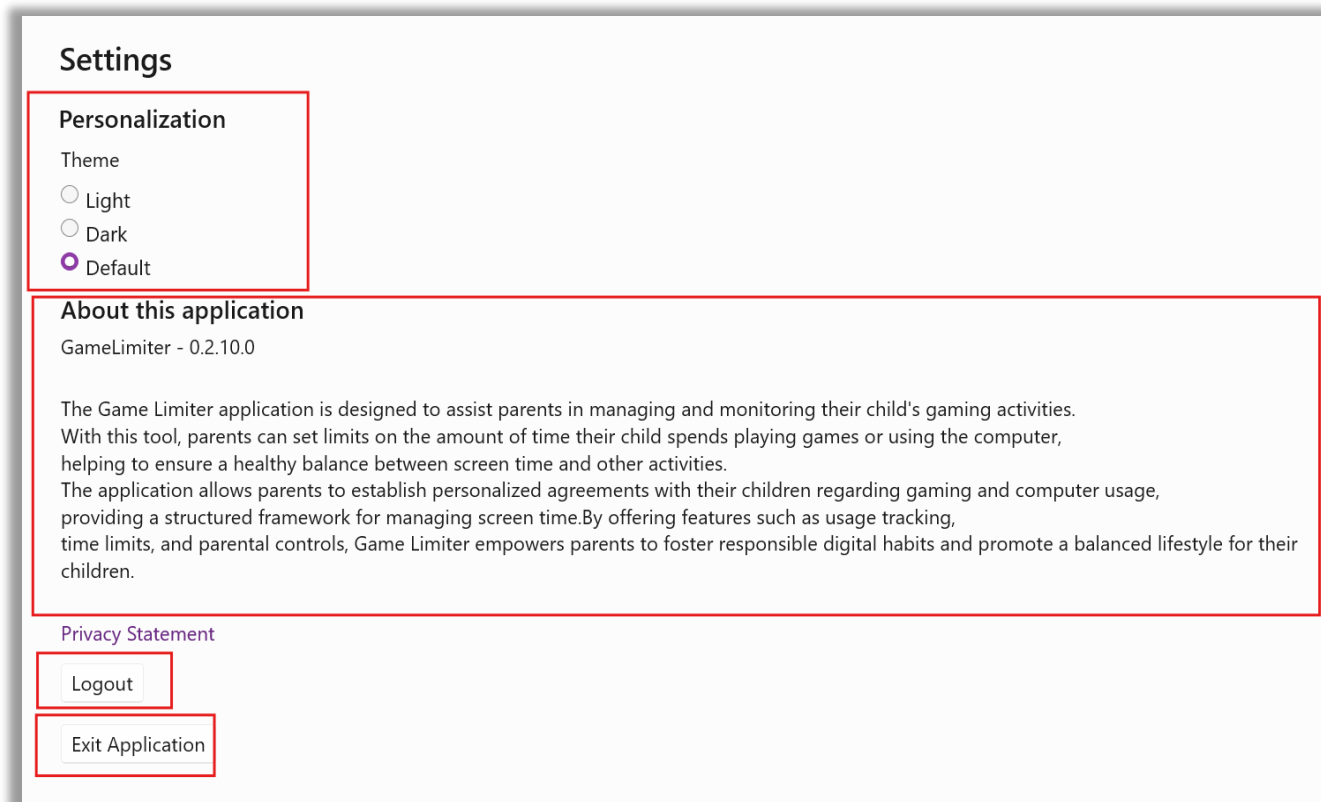 Settings
Personalization
Theme
Light
Dark
Default
About this application
GameLimiter - 0.2.10.0
The Game Limiter application is designed to assist parents in managing and monitoring their child's gaming activities.
With this tool, parents can set limits on the amount of time their child spends playing games or using the computer,
helping to ensure a healthy balance between screen time and other activities.
The application allows parents to establish personalized agreements with their children regarding gaming and computer usage,
providing a structured framework for managing screen time.By offering features such as usage tracking,
time limits, and parental controls, Game Limiter empowers parents to foster responsible digital habits and promote a balanced lifestyle for their
children.
Privacy Statement
Logout
Exit Application